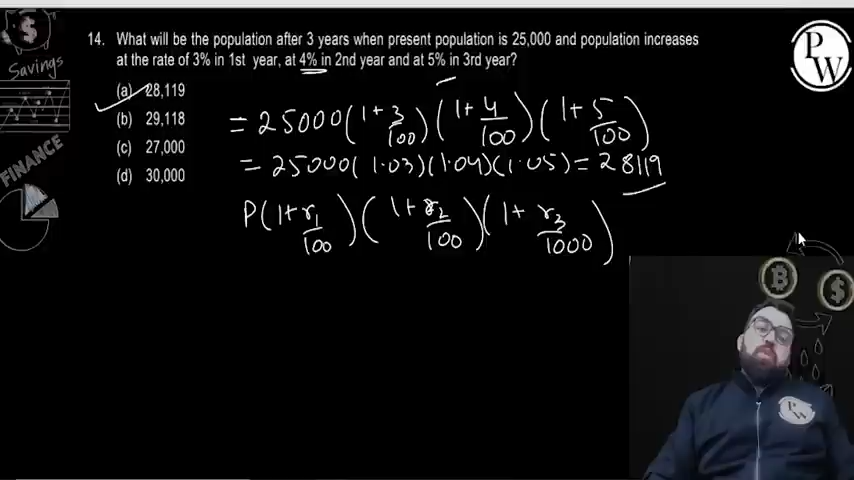 14. What will be the population after 3 years when present population is 25,000 and population increases
at the rate of 3% in 1st year, at 4% in 2nd year and at 5% in 3rd year?
(a) 28,119
(b) 29,118
(c) 27,000
(d) 30,000
= 25000(1+3/100)(1+4/100)(1+5/100)
= 25000(1.03)(1.04)(1.05) = 28119
P(1+r1/100)(1+r2/100)(1+r3/1000)
$
Savings
FINANCE
P
W
B
$
PW